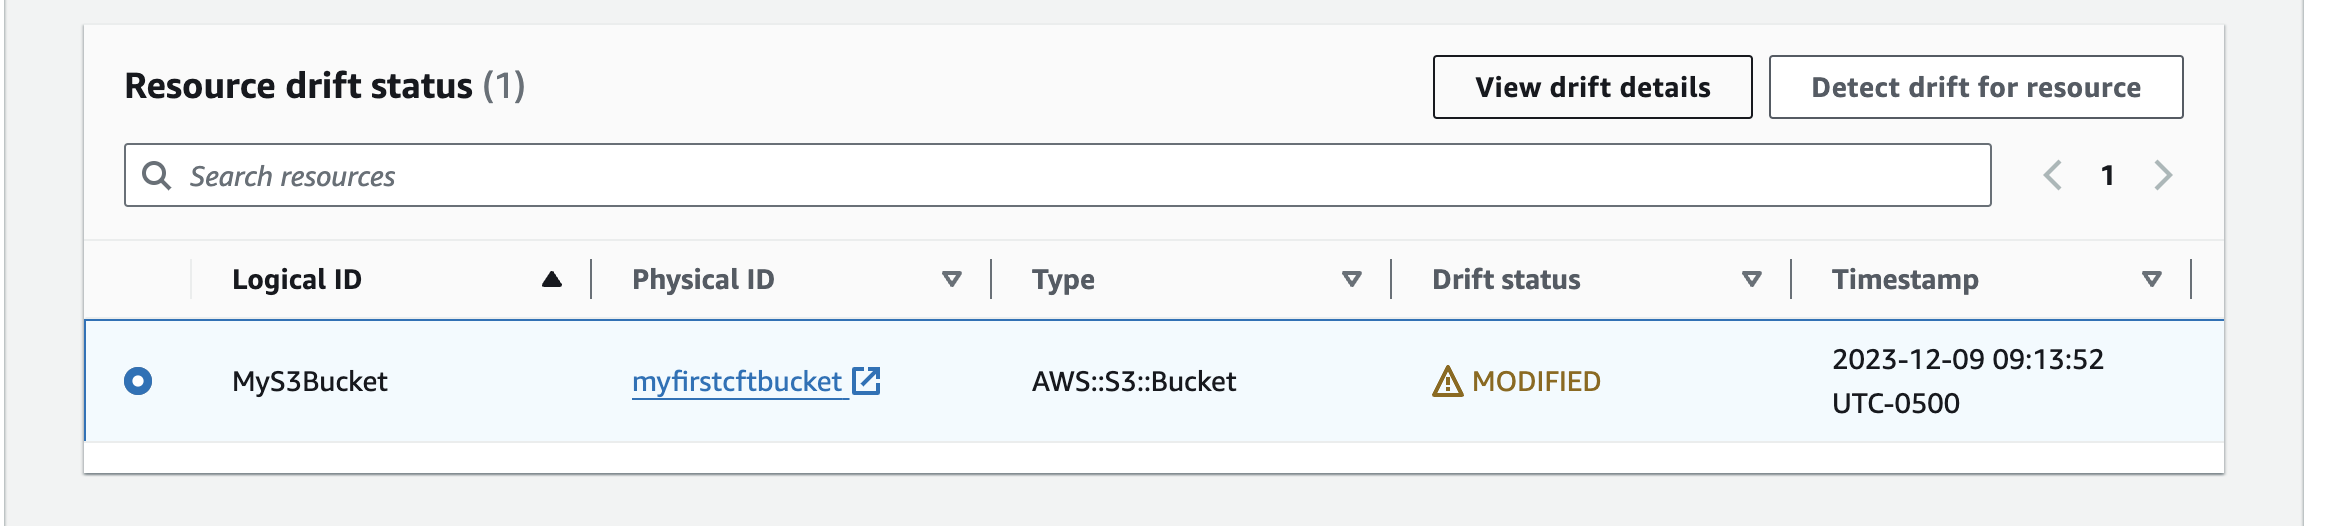 Resource drift status (1)
View drift details
Detect drift for resource
Search resources
1
Logical ID
Physical ID
Type
Drift status
Timestamp
MyS3Bucket
myfirstcftbucket
AWS::S3::Bucket
MODIFIED
2023-12-09 09:13:52
UTC-0500